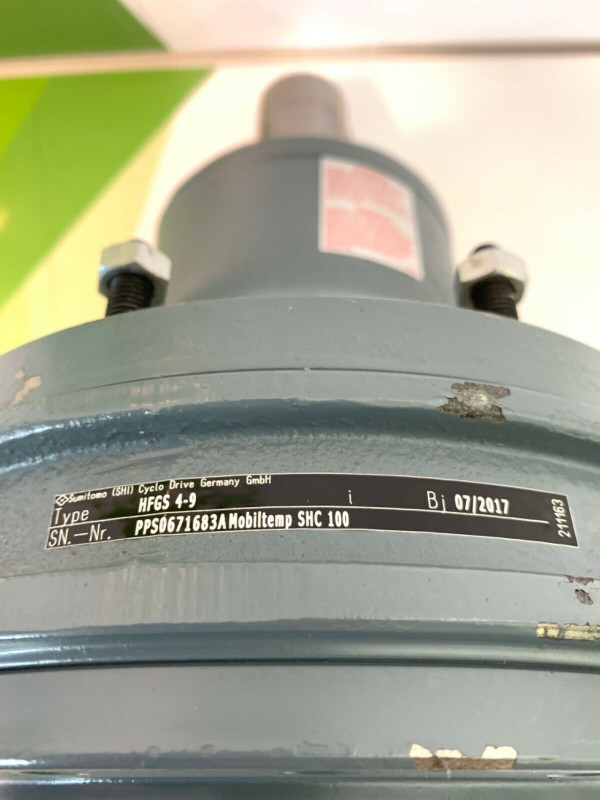 Sumitomo (SHI) Cyclo Drive Germany GmbH
Type HFGS 4-9 i Bj 07/2017
SN.-Nr. PPS0671683A Mobiltemp SHC 100
211163